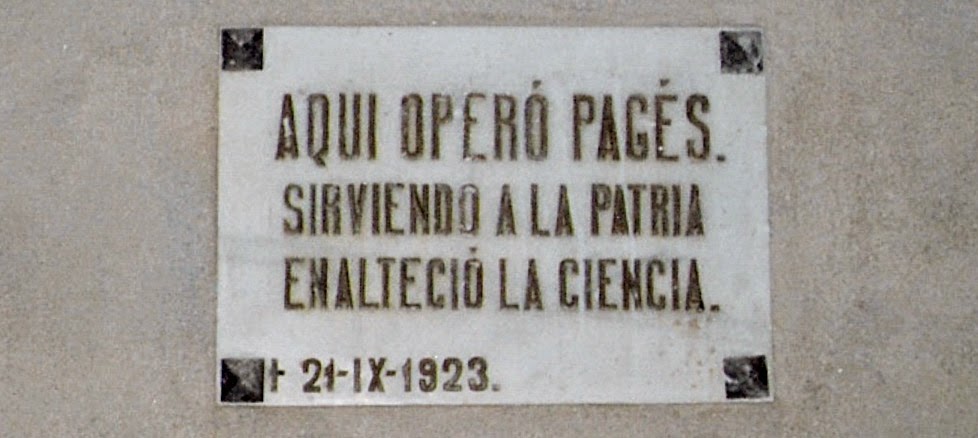 AQUI OPERÓ PAGÉS.
SIRVIENDO A LA PATRIA
ENALTECIÓ LA CIENCIA.
† 21-IX-1923.